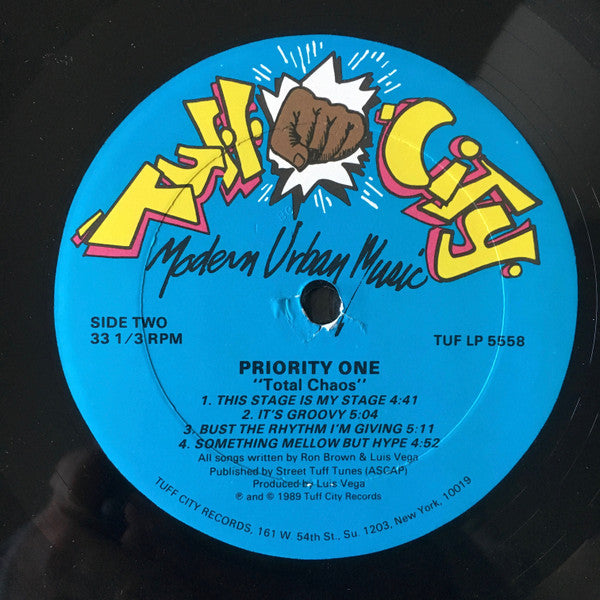 Tuff City
Modern Urban Music
SIDE TWO
33 1/3 RPM
TUF LP 5558
PRIORITY ONE
"Total Chaos"
1. THIS STAGE IS MY STAGE 4:41
2. IT'S GROOVY 5:04
3. BUST THE RHYTHM I'M GIVING 5:11
4. SOMETHING MELLOW BUT HYPE 4:52
All songs written by Ron Brown & Luis Vega
Published by Street Tuff Tunes (ASCAP)
Produced by Luis Vega
℗ and © 1989 Tuff City Records
TUFF CITY RECORDS, 161 W. 54th St., Su. 1203, New York, 10019